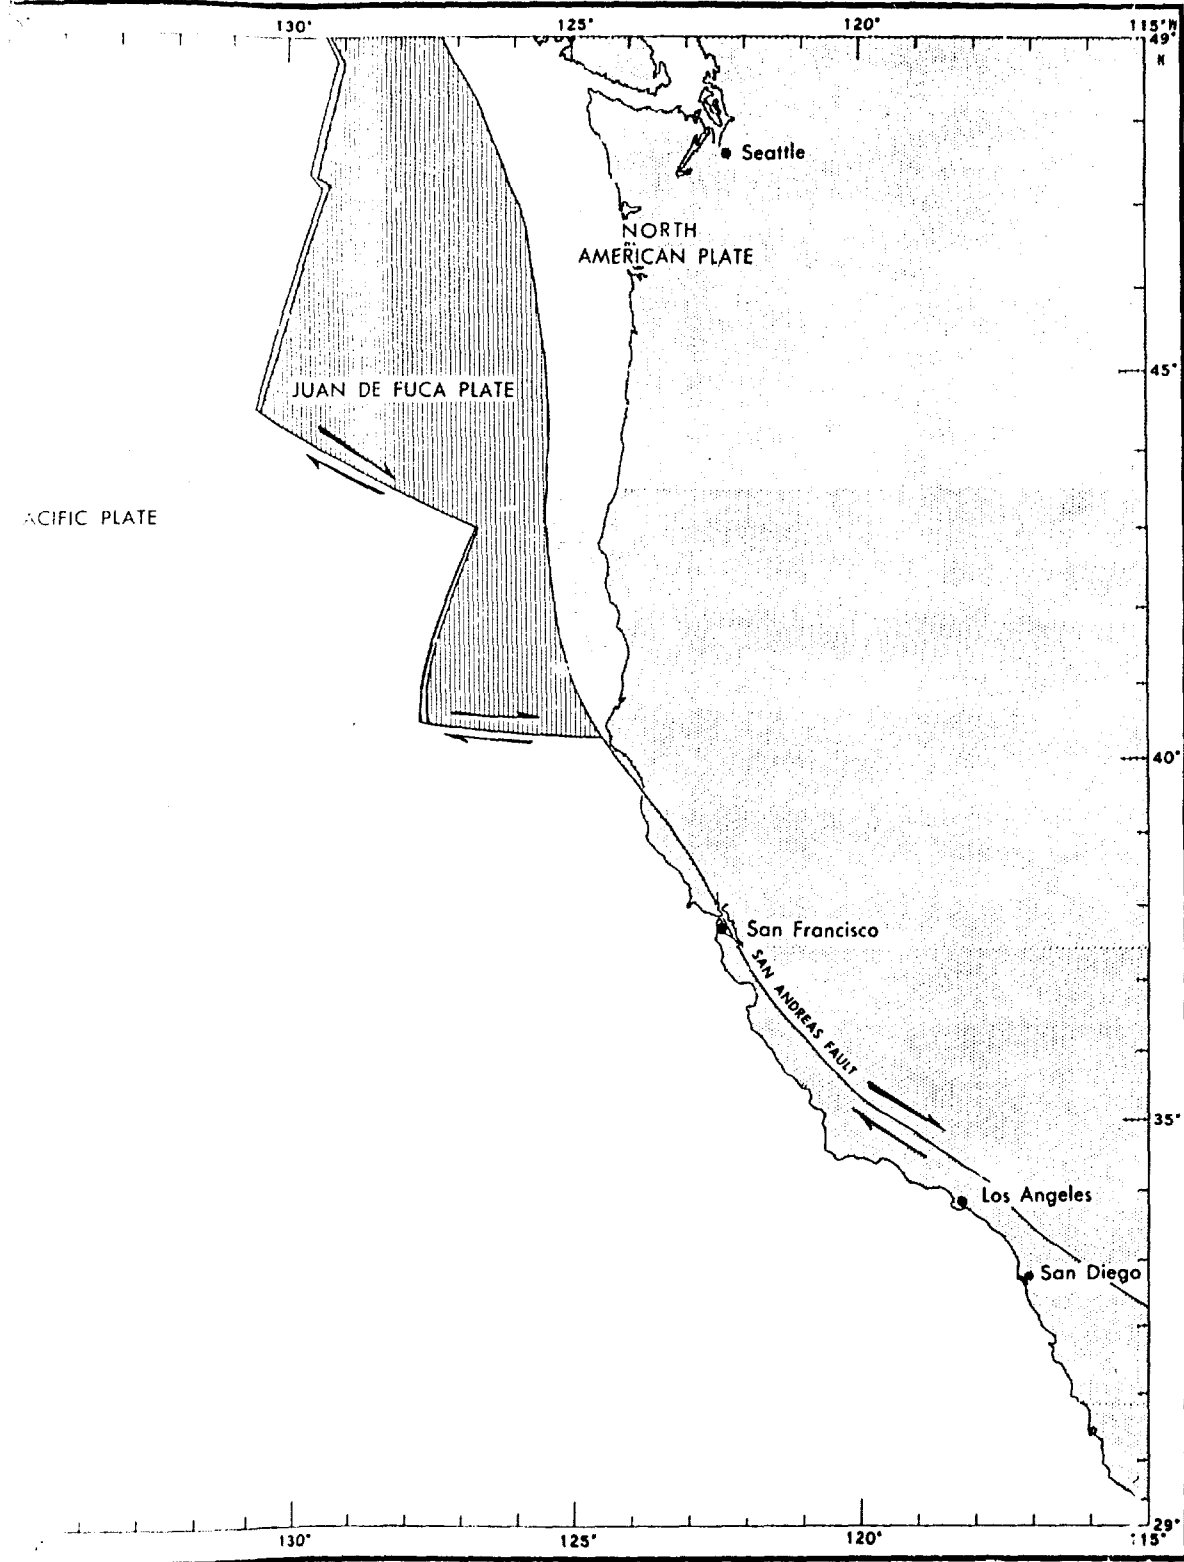 130° 125° 120° 115°W
49°
N
Seattle
NORTH
AMERICAN PLATE
45°
JUAN DE FUCA PLATE
ACIFIC PLATE
40°
San Francisco
SAN ANDREAS FAULT
35°
Los Angeles
San Diego
29°
130° 125° 120° 15°